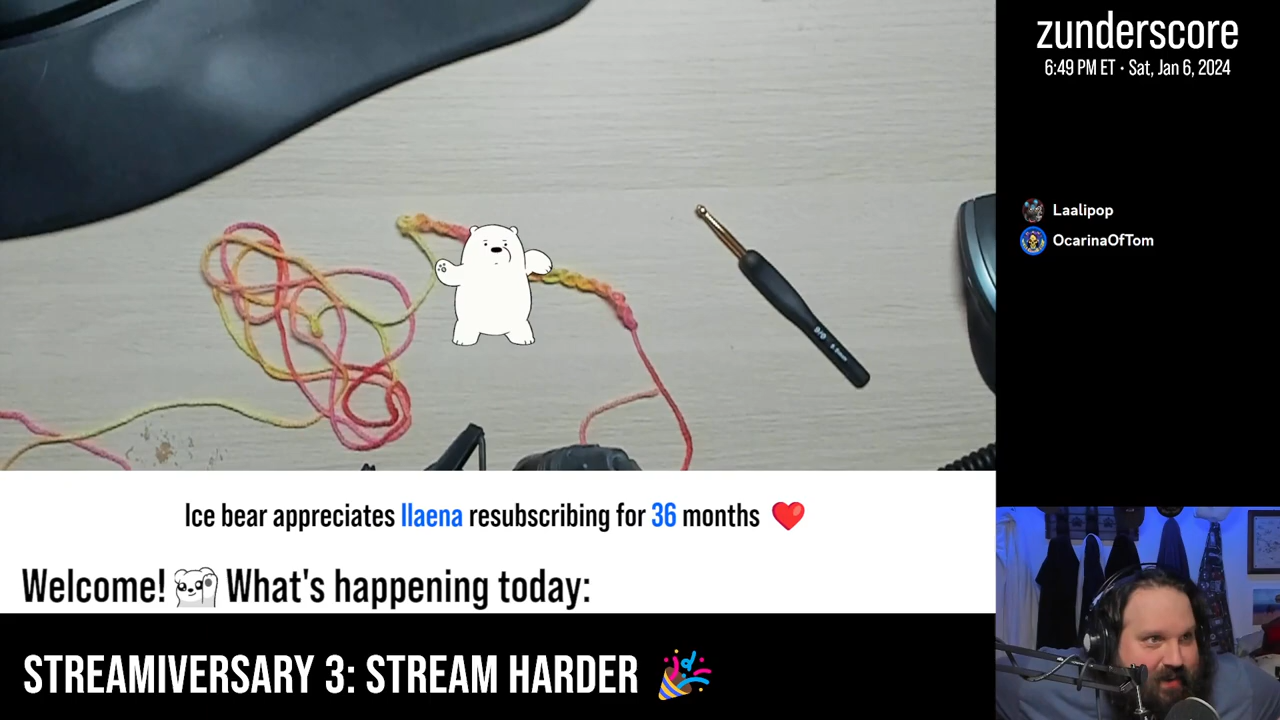 zunderscore
6:49 PM ET • Sat, Jan 6, 2024
Laalipop
OcarinaOfTom
Ice bear appreciates llaena resubscribing for 36 months
Welcome! What's happening today:
STREAMIVERSARY 3: STREAM HARDER